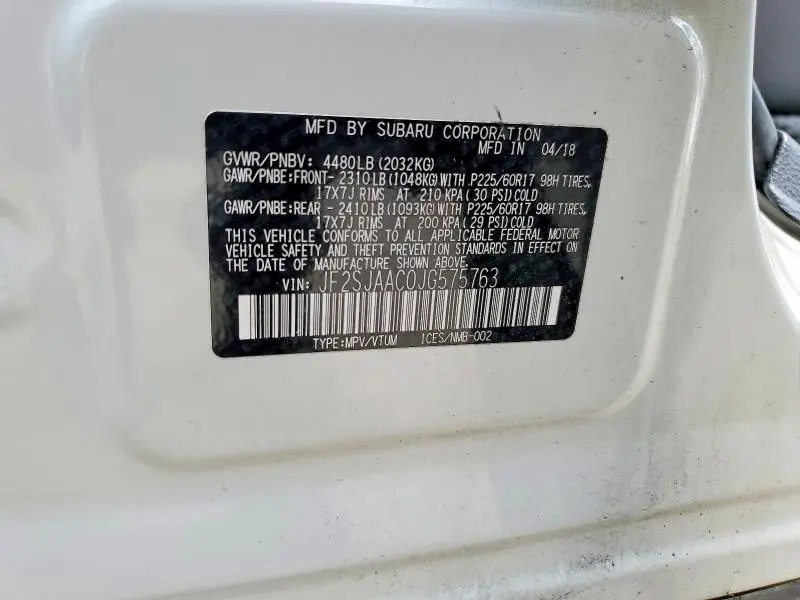 MFD BY SUBARU CORPORATION
MFD IN 04/18
GVWR/PNBV: 4480LB(2032KG)
GAWR/PNBE:FRONT- 2310LB(1048KG)WITH P225/60R17 98H TIRES,
17X7J RIMS AT 210 KPA(30 PSI)COLD
GAWR/PNBE:REAR - 2410LB(1093KG)WITH P225/60R17 98H TIRES,
17X7J RIMS AT 200 KPA(29 PSI)COLD
THIS VEHICLE CONFORMS TO ALL APPLICABLE FEDERAL MOTOR
VEHICLE SAFETY AND THEFT PREVENTION STANDARDS IN EFFECT ON
THE DATE OF MANUFACTURE SHOWN ABOVE.
VIN: JF2SJAAC0JG575763
TYPE:MPV/VTUM ICES/NMB-002